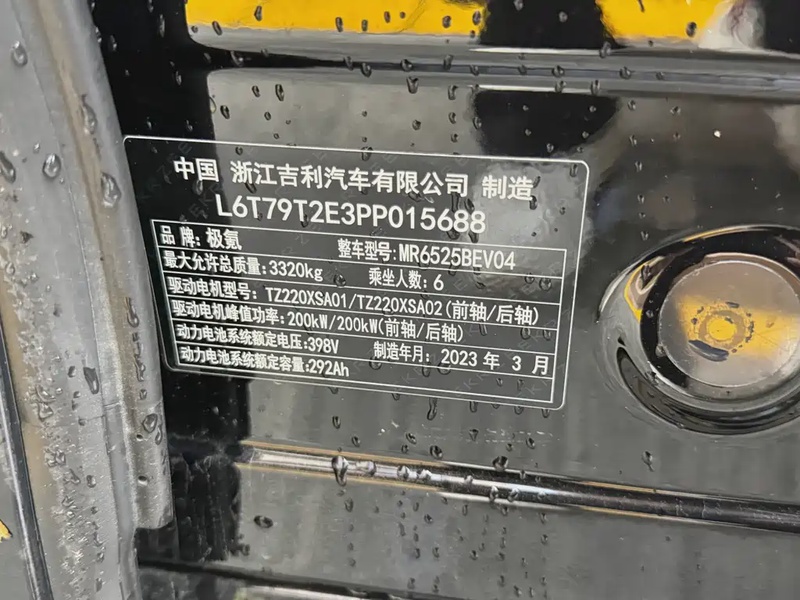 中国 浙江吉利汽车有限公司 制造
L6T79T2E3PP015688
品牌:极氪 整车型号:MR6525BEV04
最大允许总质量:3320kg 乘坐人数:6
驱动电机型号:TZ220XSA01/TZ220XSA02(前轴/后轴)
驱动电机峰值功率:200kW/200kW(前轴/后轴)
动力电池系统额定电压:398V 制造年月:2023年 3月
动力电池系统额定容量:292Ah